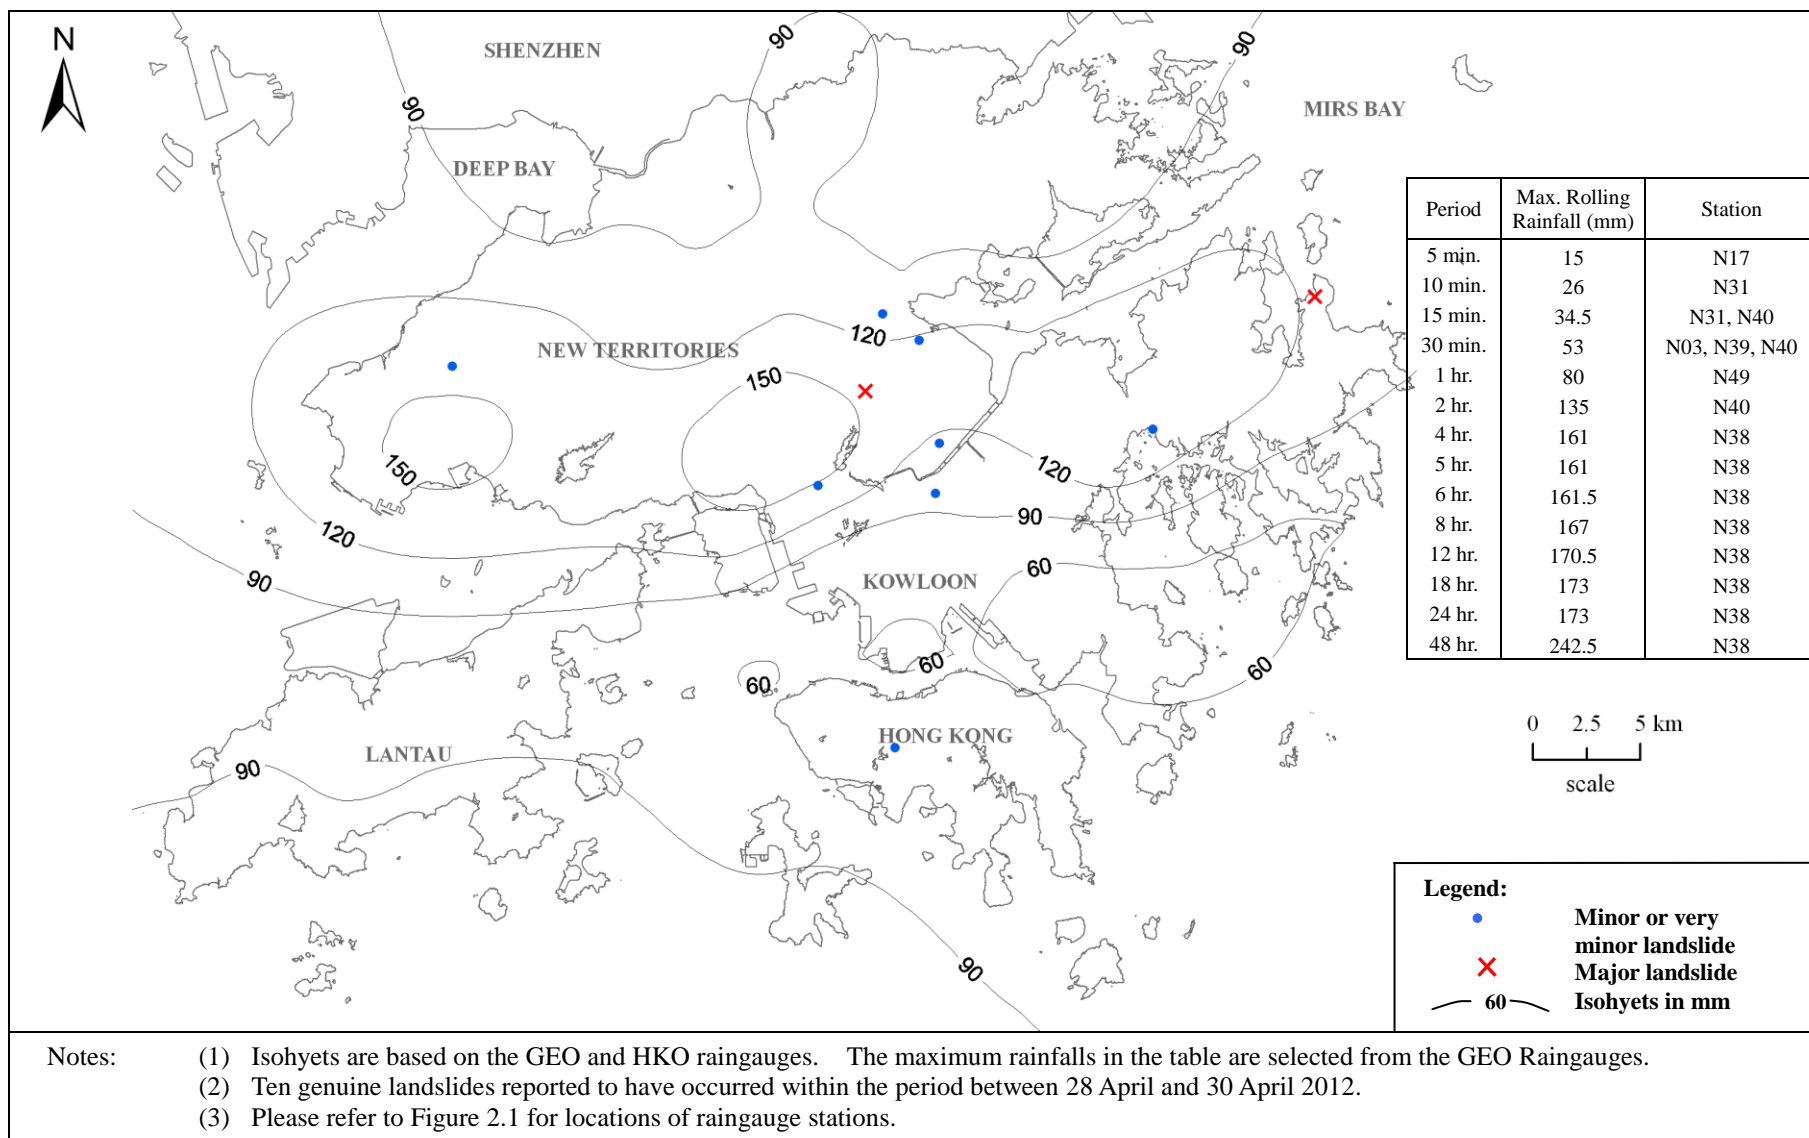 N
SHENZHEN
90
90
90
MIRS BAY
DEEP BAY
Period Max. Rolling Rainfall (mm) Station
5 min. 15 N17
10 min. 26 N31
15 min. 34.5 N31, N40
30 min. 53 N03, N39, N40
1 hr. 80 N49
2 hr. 135 N40
4 hr. 161 N38
5 hr. 161 N38
6 hr. 161.5 N38
8 hr. 167 N38
12 hr. 170.5 N38
18 hr. 173 N38
24 hr. 173 N38
48 hr. 242.5 N38
120
NEW TERRITORIES
150
150
120
120
90
90
KOWLOON
60
60
60
60
HONG KONG
LANTAU
90
90
0 2.5 5 km
scale
Legend:
Minor or very
minor landslide
Major landslide
60 Isohyets in mm
Notes: (1) Isohyets are based on the GEO and HKO raingauges. The maximum rainfalls in the table are selected from the GEO Raingauges.
(2) Ten genuine landslides reported to have occurred within the period between 28 April and 30 April 2012.
(3) Please refer to Figure 2.1 for locations of raingauge stations.